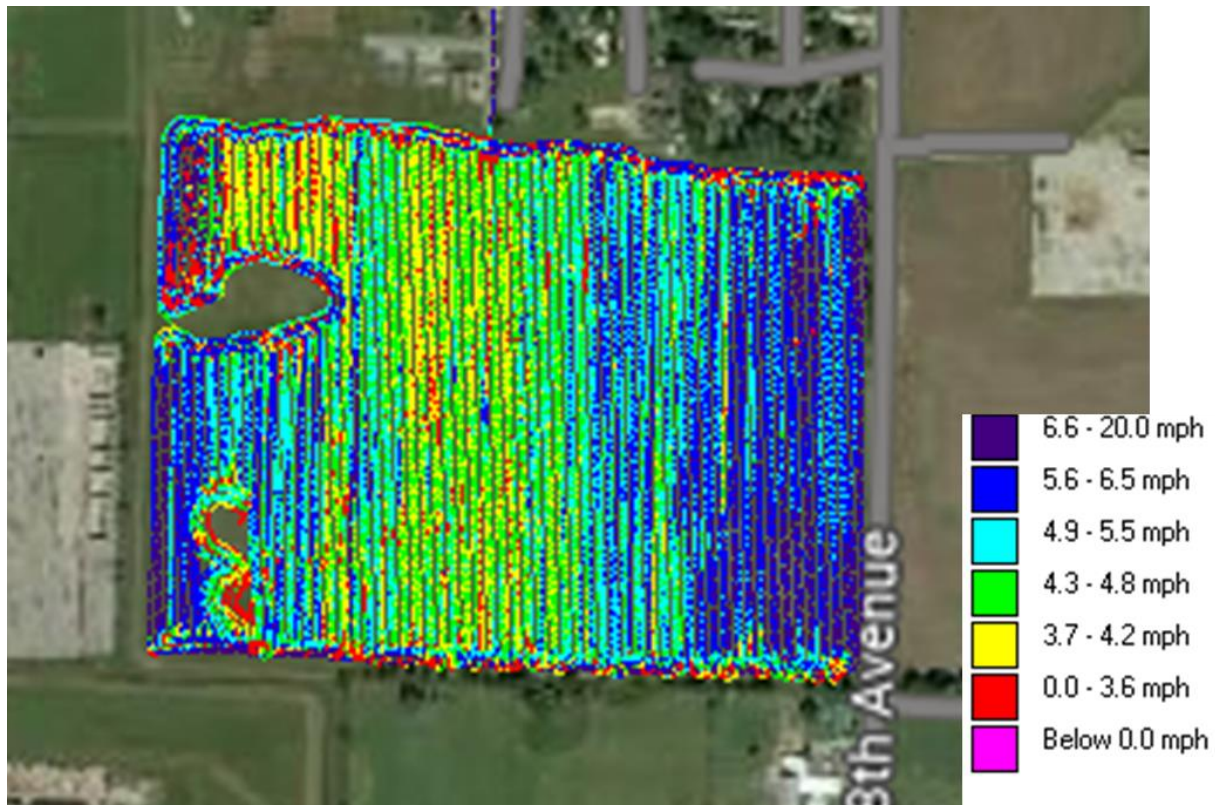 6.6 - 20.0 mph
5.6 - 6.5 mph
4.9 - 5.5 mph
4.3 - 4.8 mph
3.7 - 4.2 mph
0.0 - 3.6 mph
Below 0.0 mph
8th Avenue